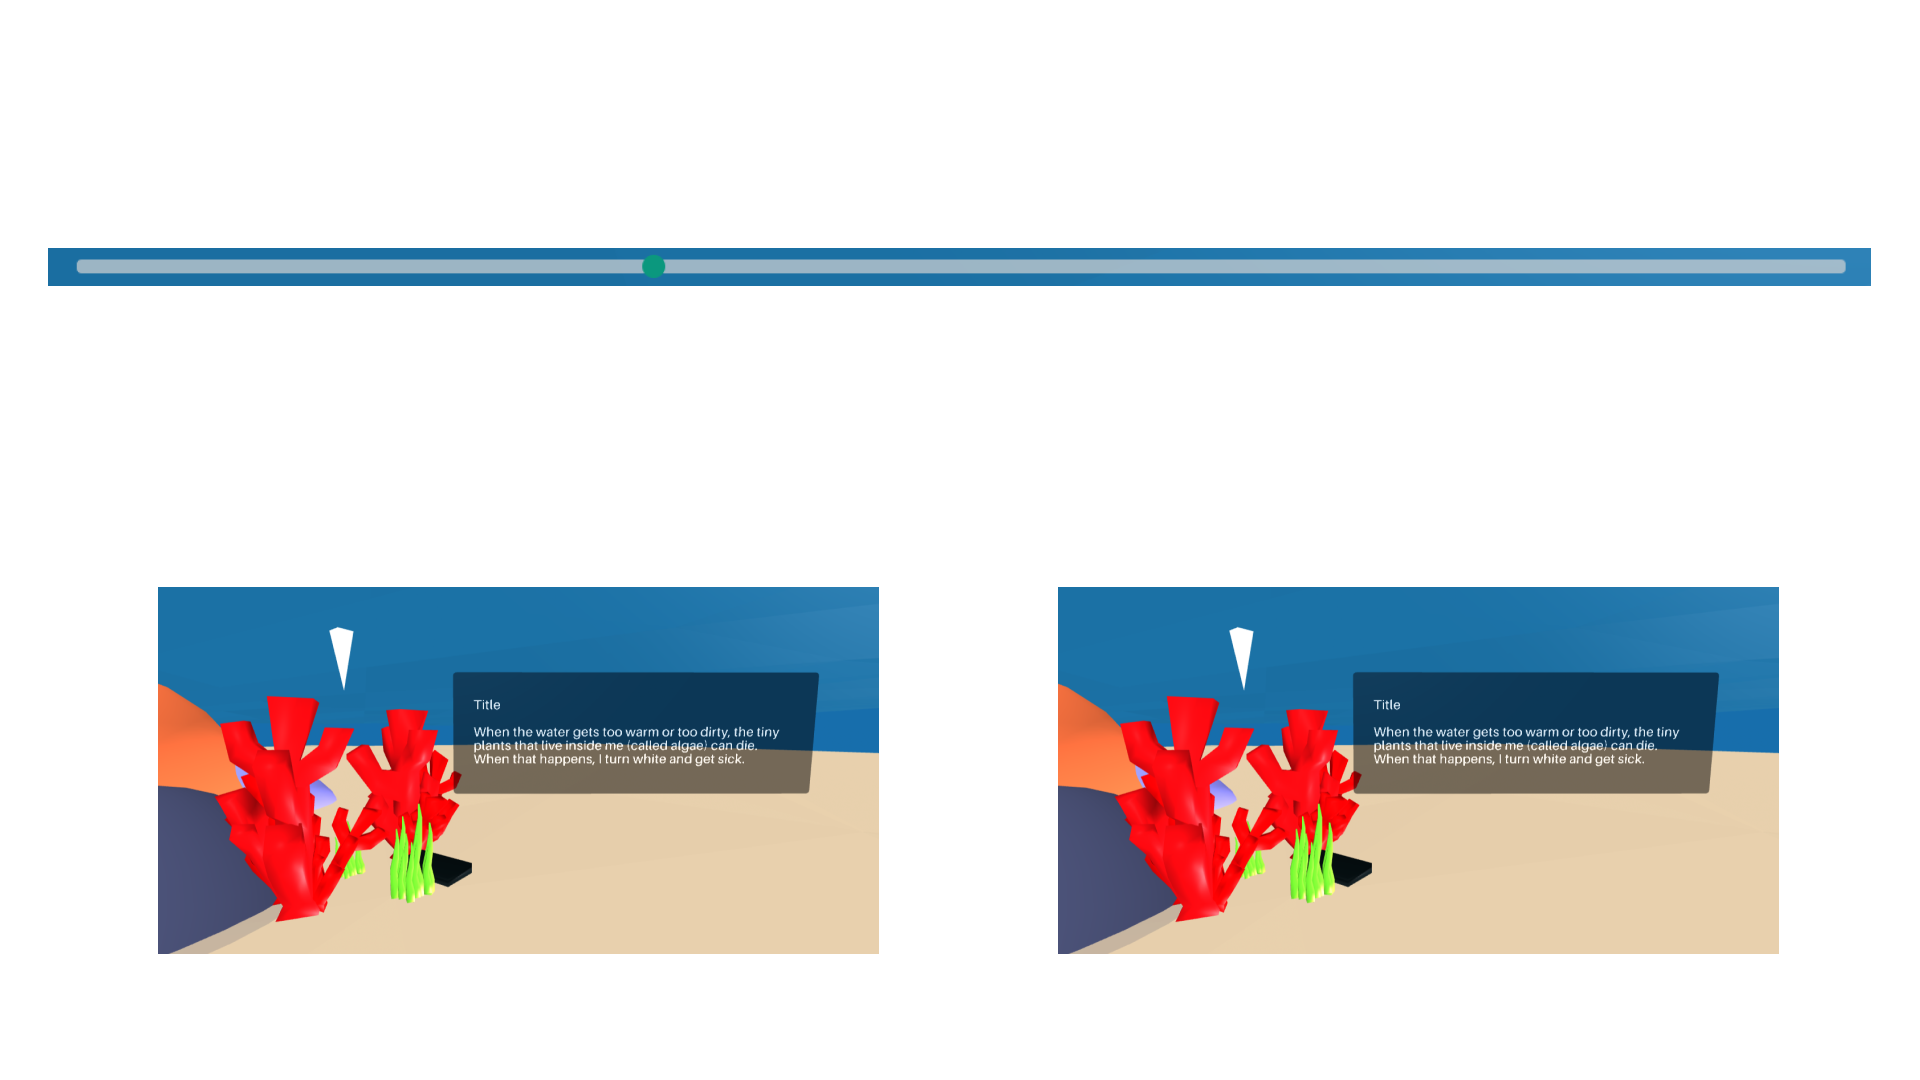 Title
When the water gets too warm or too dirty, the tiny
plants that live inside me (called algae) can die.
When that happens, I turn white and get sick.
Title
When the water gets too warm or too dirty, the tiny
plants that live inside me (called algae) can die.
When that happens, I turn white and get sick.